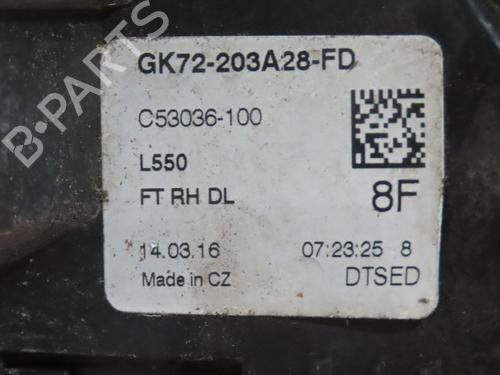 GK72-203A28-FD
C53036-100
L550
FT RH DL
8F
14.03.16 07:23:25 8
Made in CZ DTSED